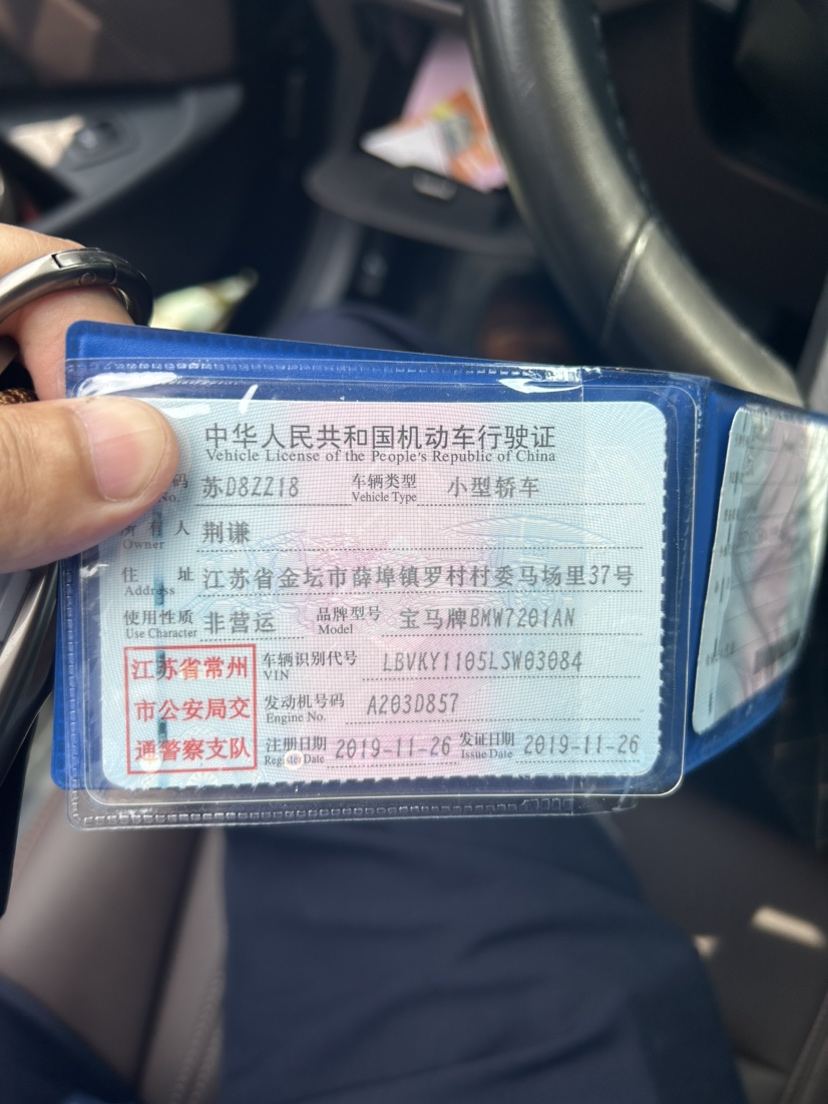 中华人民共和国机动车行驶证
Vehicle License of the People's Republic of China
码 苏D8ZZ18 车辆类型 小型轿车
No. Vehicle Type
所有人 荆谦
Owner
住址 江苏省金坛市薛埠镇罗村村委马场里37号
Address
使用性质 非营运 品牌型号 宝马牌BMW7201AN
Use Character Model
江苏省常州 车辆识别代号 LBVKY1105LSW03084
VIN
市公安局交 发动机号码 A203D857
Engine No.
通警察支队 注册日期 2019-11-26 发证日期 2019-11-26
Register Date Issue Date